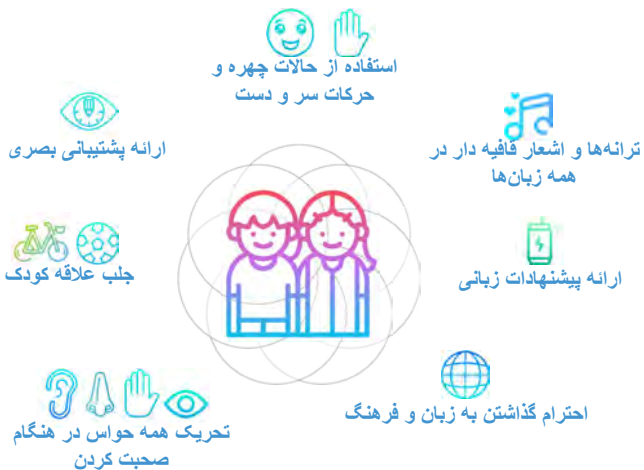 استفاده از حالات چهره و
حرکات سر و دست
ترانه‌ها و اشعار قافیه دار در
همه زبان‌ها
ارائه پیشنهادات زبانی
احترام گذاشتن به زبان و فرهنگ
تحریک همه حواس در هنگام
صحبت کردن
جلب علاقه کودک
ارائه پشتیبانی بصری